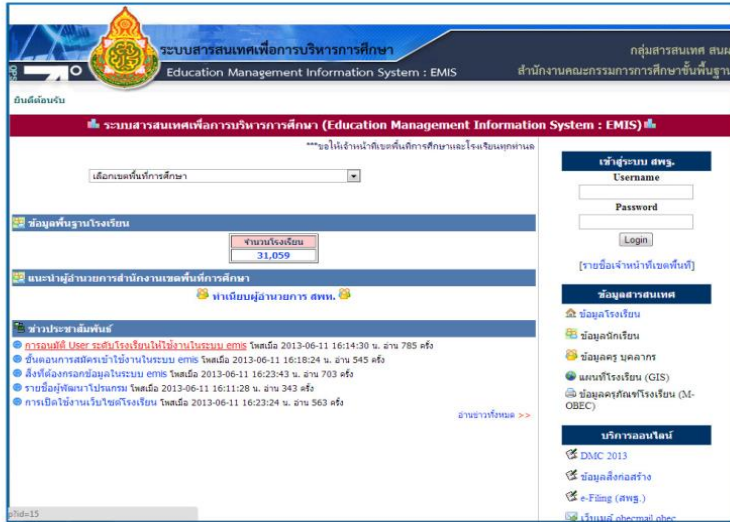 ระบบสารสนเทศเพื่อการบริหารการศึกษา
Education Management Information System : EMIS
กลุ่มสารสนเทศ สนผ
สำนักงานคณะกรรมการการศึกษาขั้นพื้นฐาน
ยินดีต้อนรับ
ระบบสารสนเทศเพื่อการบริหารการศึกษา (Education Management Information System : EMIS)
***ขอให้เจ้าหน้าที่เขตพื้นที่การศึกษาและโรงเรียนทุกท่านล
เลือกเขตพื้นที่การศึกษา
ข้อมูลพื้นฐานโรงเรียน
จำนวนโรงเรียน
31,059
แนะนำผู้อำนวยการสำนักงานเขตพื้นที่การศึกษา
ทำเนียบผู้อำนวยการ สพท.
ข่าวประชาสัมพันธ์
การอนุมัติ User ระดับโรงเรียนให้ใช้งานในระบบ emis โพสเมื่อ 2013-06-11 16:14:30 น. อ่าน 785 ครั้ง
ขั้นตอนการสมัครเข้าใช้งานในระบบ emis โพสเมื่อ 2013-06-11 16:18:24 น. อ่าน 545 ครั้ง
สิ่งที่ต้องกรอกข้อมูลในระบบ emis โพสเมื่อ 2013-06-11 16:23:43 น. อ่าน 703 ครั้ง
รายชื่อผู้พัฒนาโปรแกรม โพสเมื่อ 2013-06-11 16:11:28 น. อ่าน 343 ครั้ง
การเปิดใช้งานเว็บไซต์โรงเรียน โพสเมื่อ 2013-06-11 16:23:24 น. อ่าน 563 ครั้ง
อ่านข่าวทั้งหมด >>
เข้าสู่ระบบ สพฐ.
Username
Password
Login
[รายชื่อเจ้าหน้าที่เขตพื้นที่]
ข้อมูลสารสนเทศ
ข้อมูลโรงเรียน
ข้อมูลนักเรียน
ข้อมูลครู บุคลากร
แผนที่โรงเรียน (GIS)
ข้อมูลครุภัณฑ์โรงเรียน (M-
OBEC)
บริการออนไลน์
DMC 2013
ข้อมูลสิ่งก่อสร้าง
e-Filing (สพฐ.)
เว็บเมล์ obecmail obec
p?id=15